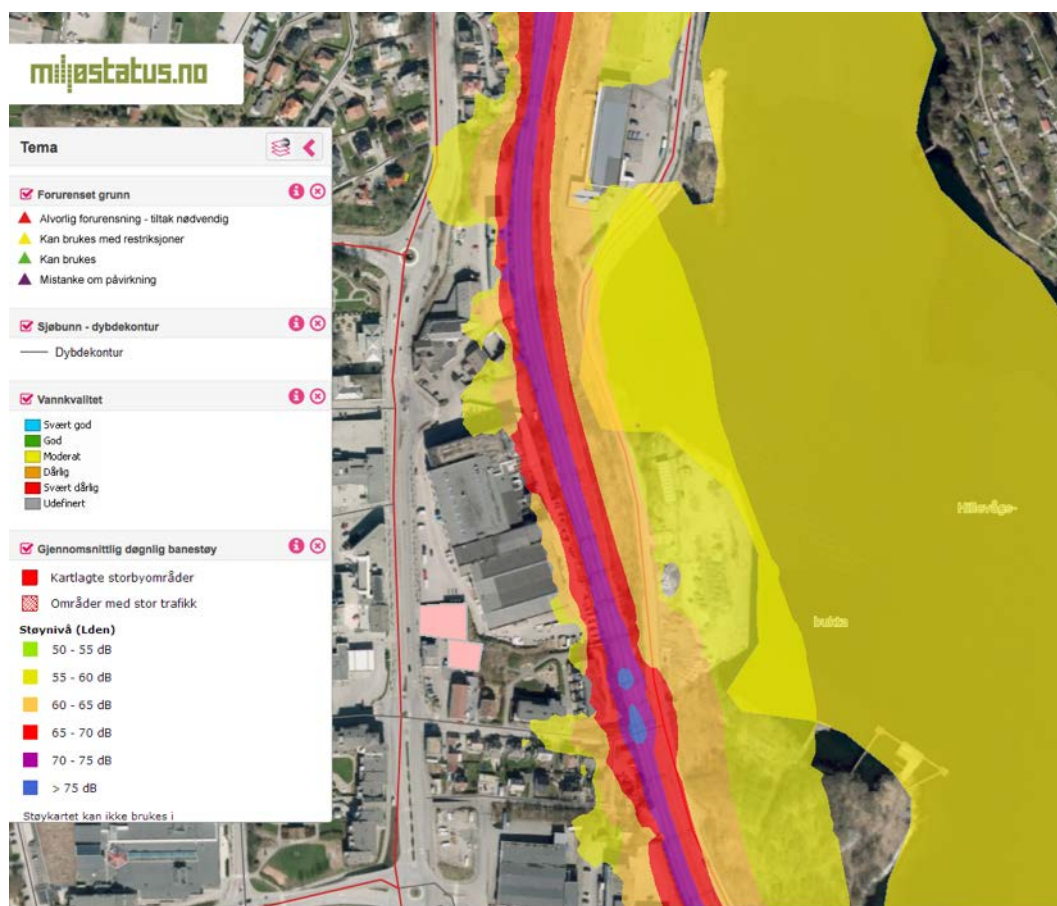 miljøstatus.no
Tema
Forurenset grunn
Alvorlig forurensning - tiltak nødvendig
Kan brukes med restriksjoner
Kan brukes
Mistanke om påvirkning
Sjøbunn - dybdekontur
Dybdekontur
Vannkvalitet
Svært god
God
Moderat
Dårlig
Svært dårlig
Udefinert
Gjennomsnittlig døgnlig banestøy
Kartlagte storbyområder
Områder med stor trafikk
Støynivå (Lden)
50 - 55 dB
55 - 60 dB
60 - 65 dB
65 - 70 dB
70 - 75 dB
> 75 dB
Støykartet kan ikke brukes i
Hillevågs-
bukta